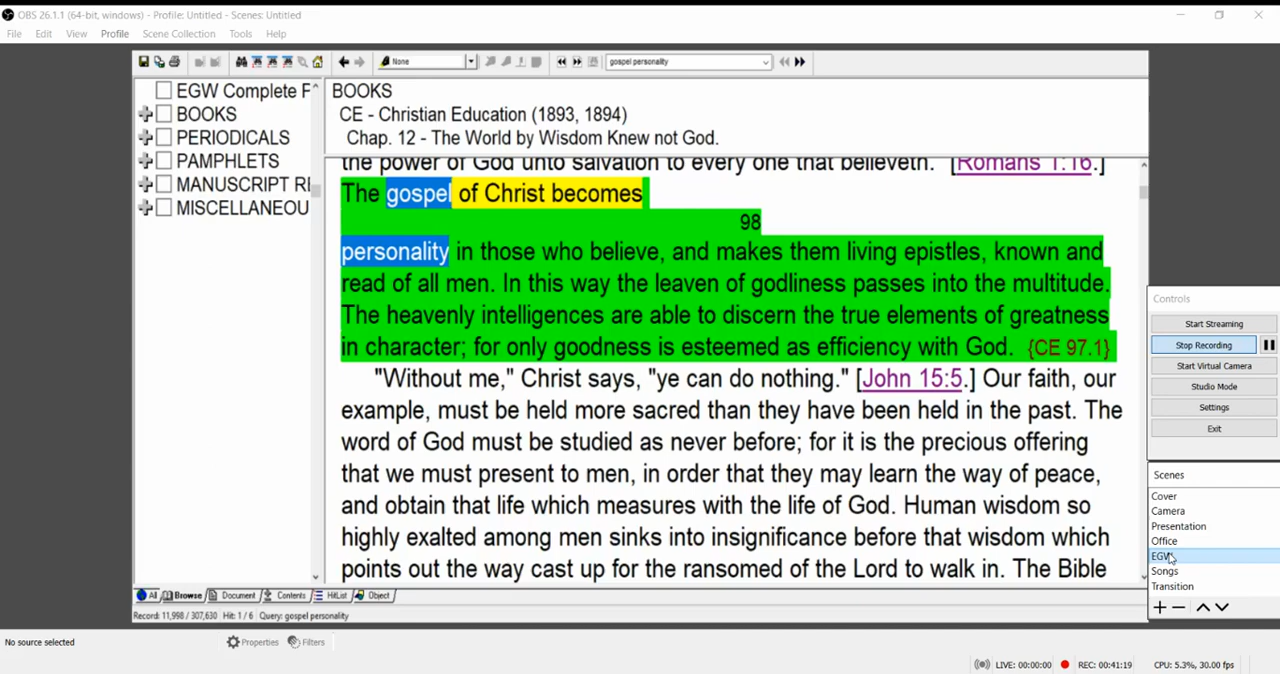 OBS 26.1.1 (64-bit, windows) - Profile: Untitled - Scenes: Untitled
File Edit View Profile Scene Collection Tools Help
None gospel personality
EGW Complete
BOOKS
PERIODICALS
PAMPHLETS
MANUSCRIPT
MISCELLANEOU
BOOKS
CE - Christian Education (1893, 1894)
Chap. 12 - The World by Wisdom Knew not God.
the power of God unto salvation to every one that believeth. [Romans 1:16.]
The gospel of Christ becomes
98
personality in those who believe, and makes them living epistles, known and
read of all men. In this way the leaven of godliness passes into the multitude.
The heavenly intelligences are able to discern the true elements of greatness
in character; for only goodness is esteemed as efficiency with God. {CE 97.1}
"Without me," Christ says, "ye can do nothing." [John 15:5.] Our faith, our
example, must be held more sacred than they have been held in the past. The
word of God must be studied as never before; for it is the precious offering
that we must present to men, in order that they may learn the way of peace,
and obtain that life which measures with the life of God. Human wisdom so
highly exalted among men sinks into insignificance before that wisdom which
points out the way cast up for the ransomed of the Lord to walk in. The Bible
All Browse Document Contents HitList Object
Record: 11,998 / 307,630 Hit: 1 / 6 Query: gospel personality
Controls
Start Streaming
Stop Recording
Start Virtual Camera
Studio Mode
Settings
Exit
Scenes
Cover
Camera
Presentation
Office
EGW
Songs
Transition
No source selected Properties Filters
LIVE: 00:00:00 REC: 00:41:19 CPU: 5.3%, 30.00 fps